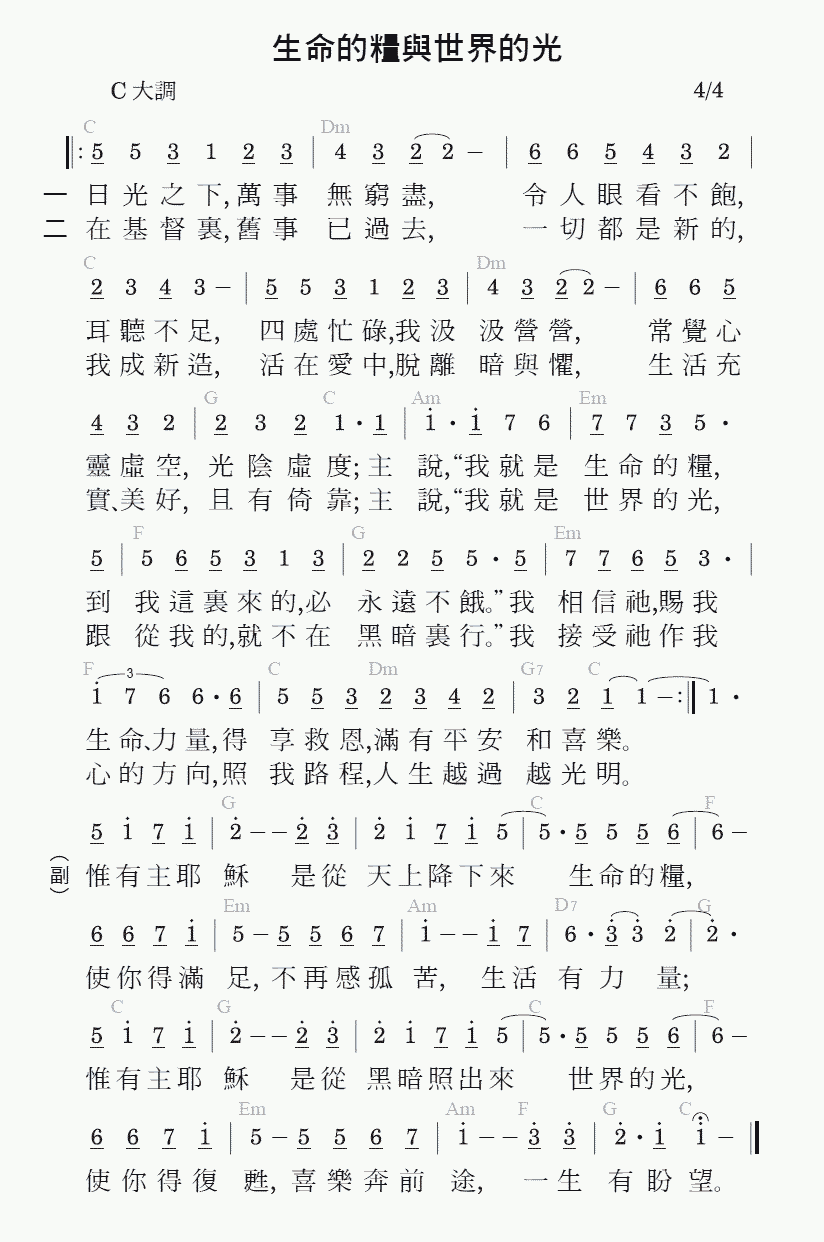 生命的糧與世界的光
C 大調 4/4
C Dm
‖: 5 5 3 1 2 3 | 4 3 2 2 – | 6 6 5 4 3 2 |
一 日光之下,萬事 無窮盡, 令人眼看不飽,
二 在基督裏,舊事 已過去, 一切都是新的,
C Dm
2 3 4 3 – | 5 5 3 1 2 3 | 4 3 2 2 – | 6 6 5
耳聽不足, 四處忙碌,我汲 汲營營, 常覺心
我成新造, 活在愛中,脫離 暗與懼, 生活充
G C Am Em
4 3 2 | 2 3 2 1 • 1 | i • i 7 6 | 7 7 3 5 •
靈虛空, 光陰虛度;主 說,“我就是 生命的糧,
實、美好, 且有倚靠;主 說,“我就是 世界的光,
F G Em
5 | 5 6 5 3 1 3 | 2 2 5 5 • 5 | 7 7 6 5 3 • |
到 我這裏來的,必 永遠不餓。”我 相信祂,賜我
跟 從我的,就不在 黑暗裏行。”我 接受祂作我
F 3 C Dm G7 C
i 7 6 6 • 6 | 5 5 3 2 3 4 2 | 3 2 1 1 – :‖ 1 •
生命、力量,得 享救恩,滿有平安 和喜樂。
心的方向,照 我路程,人生越過 越光明。
G C F
5 i 7 i | 2̇ – – 2̇ 3̇ | 2̇ i 7 i 5 | 5 • 5 5 5 6 | 6 –
(副) 惟有主耶 穌 是從 天上降下來 生命的糧,
Em Am D7 G
6 6 7 i | 5 – 5 5 6 7 | i – – i 7 | 6 • 3̇ 3̇ 2̇ | 2̇ •
使你得滿 足, 不再感孤 苦, 生活 有力 量;
C G C F
5 i 7 i | 2̇ – – 2̇ 3̇ | 2̇ i 7 i 5 | 5 • 5 5 5 6 | 6 –
惟有主耶 穌 是從 黑暗照出來 世界的光,
Em Am F G C
6 6 7 i | 5 – 5 5 6 7 | i – – 3̇ 3̇ | 2̇ • i i – ‖
使你得復 甦, 喜樂奔前 途, 一生 有盼望。